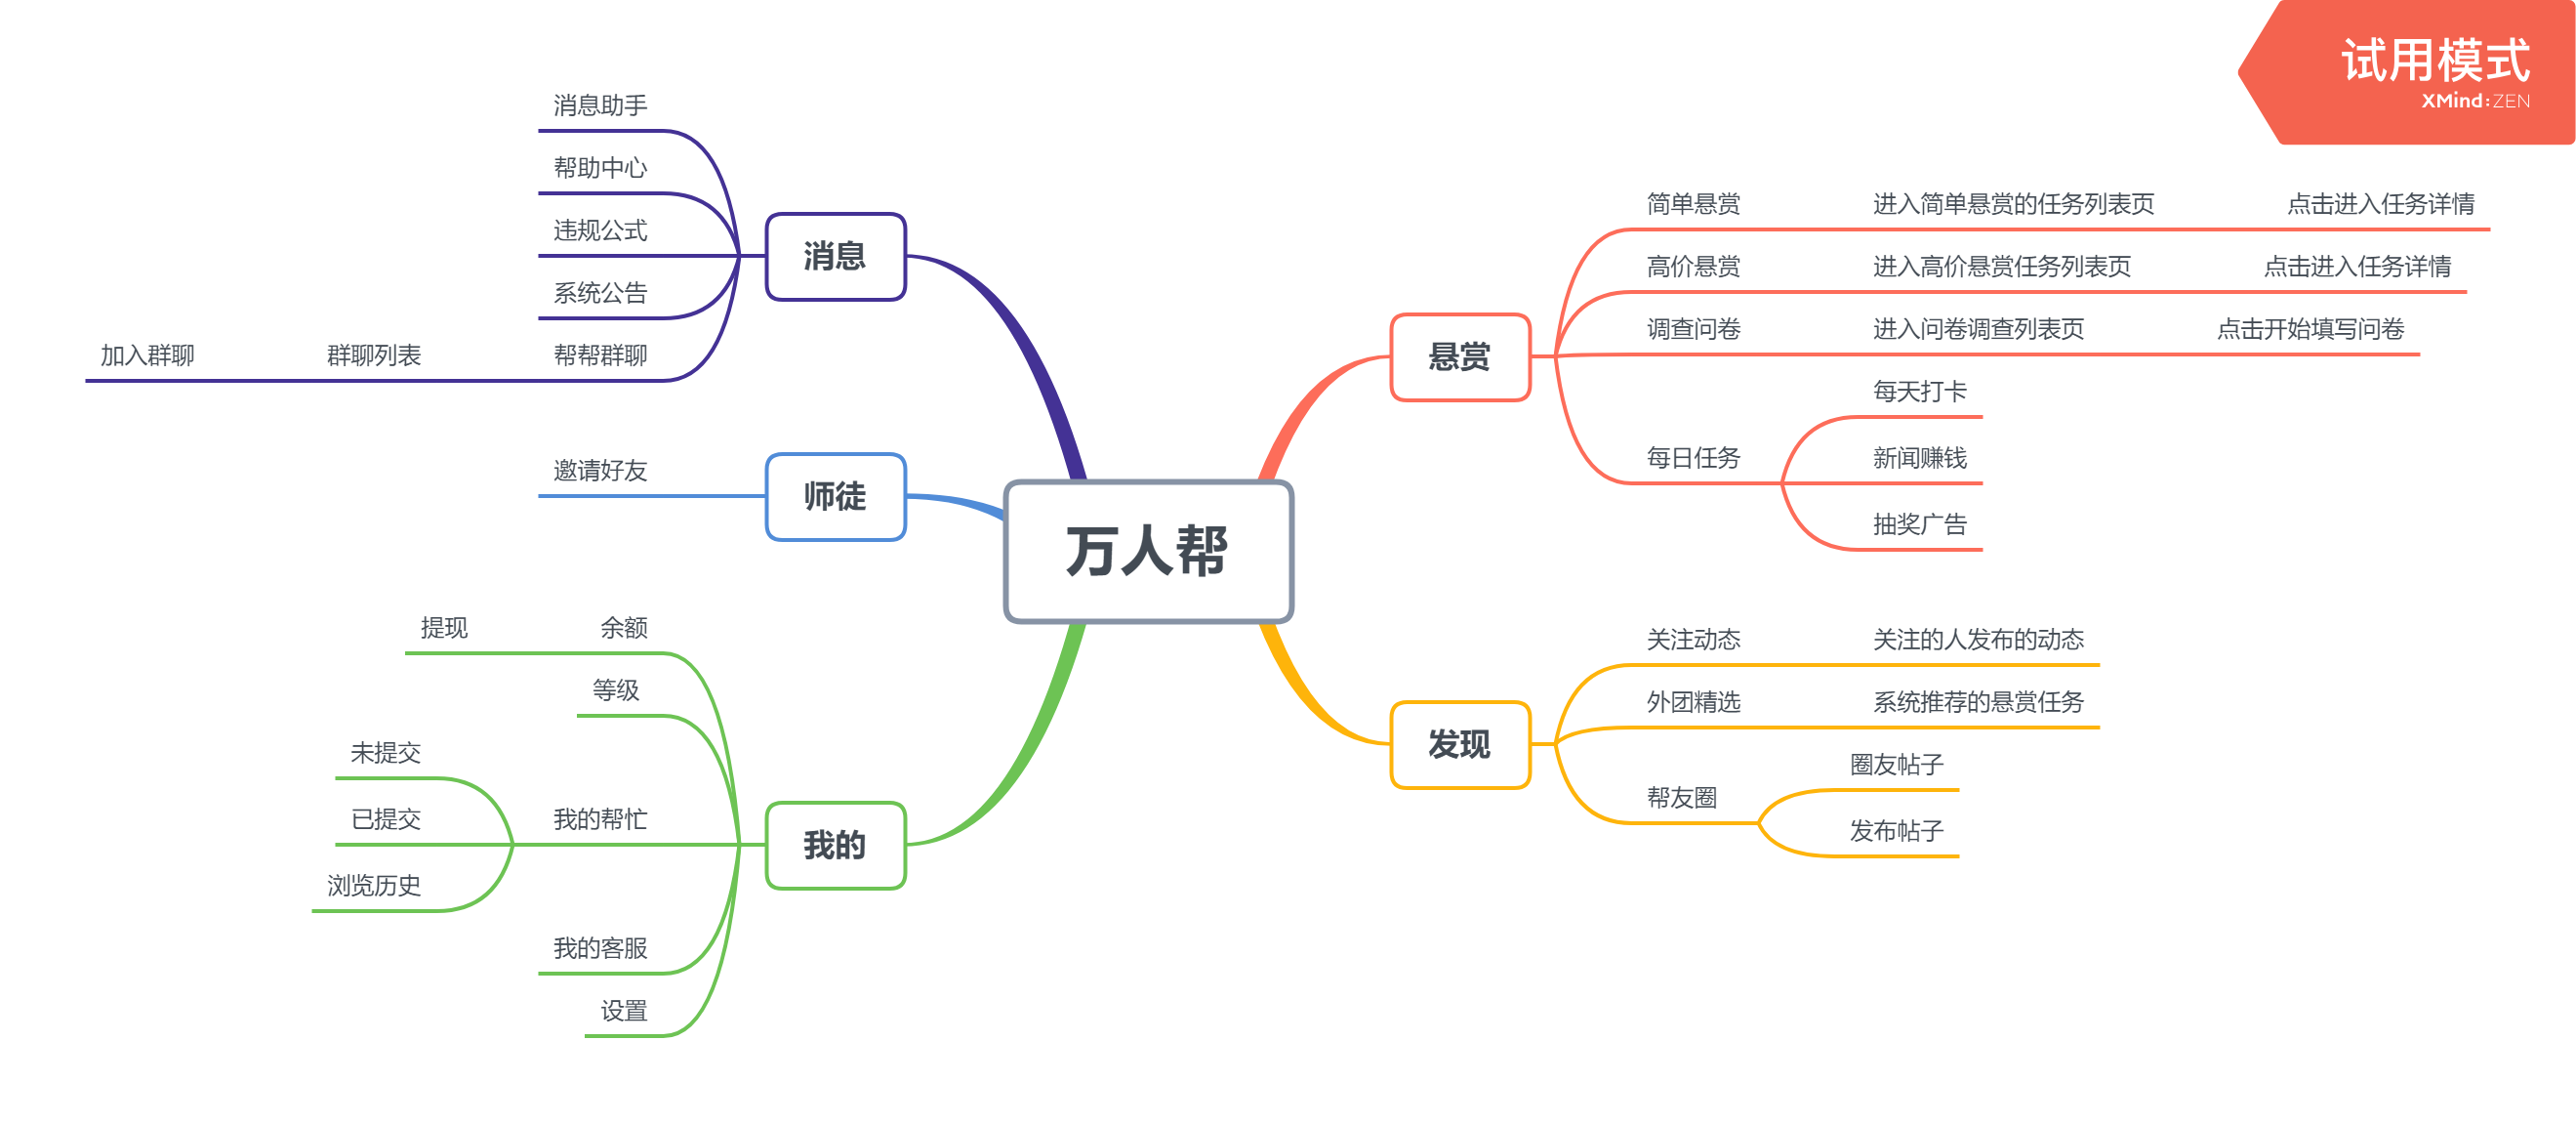 试用模式
XMind:ZEN
万人帮
悬赏
简单悬赏
进入简单悬赏的任务列表页
点击进入任务详情
高价悬赏
进入高价悬赏任务列表页
点击进入任务详情
调查问卷
进入问卷调查列表页
点击开始填写问卷
每日任务
每天打卡
新闻赚钱
抽奖广告
发现
关注动态
关注的人发布的动态
外团精选
系统推荐的悬赏任务
帮友圈
圈友帖子
发布帖子
消息
消息助手
帮助中心
违规公式
系统公告
帮帮群聊
群聊列表
加入群聊
师徒
邀请好友
我的
余额
提现
等级
我的帮忙
未提交
已提交
浏览历史
我的客服
设置